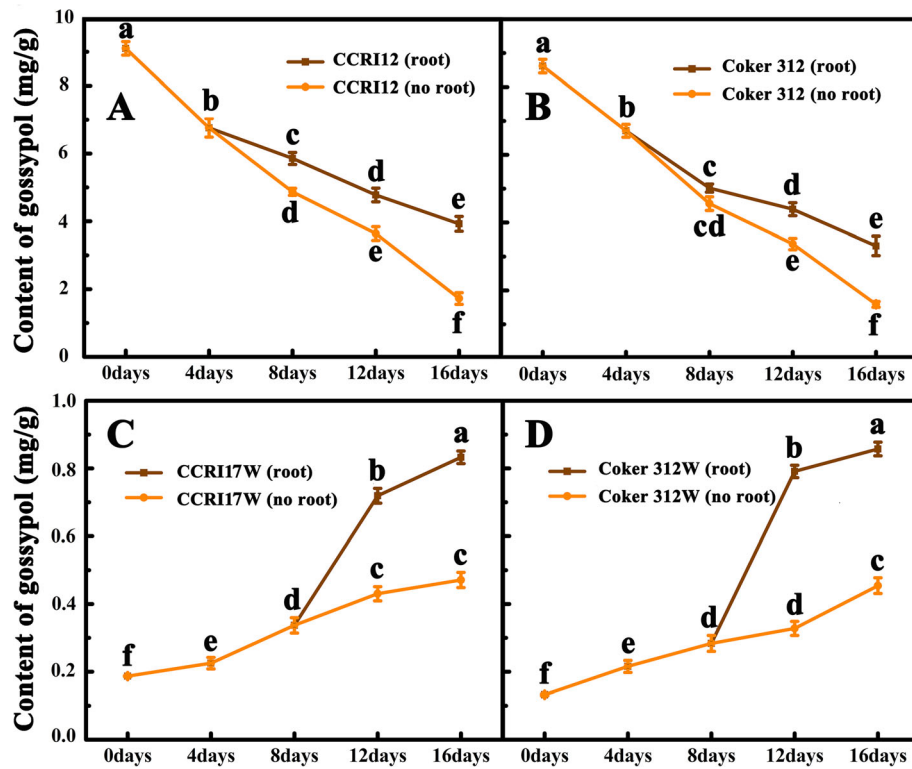 Content of gossypol (mg/g)
10
8
6
4
2
0
A
CCRI12 (root)
CCRI12 (no root)
a
b
c
d
e
d
e
f
0days 4days 8days 12days 16days
B
Coker 312 (root)
Coker 312 (no root)
a
b
c
d
e
cd
e
f
0days 4days 8days 12days 16days
Content of gossypol (mg/g)
1.0
0.8
0.6
0.4
0.2
0.0
C
CCRI17W (root)
CCRI17W (no root)
a
b
c
c
d
e
f
0days 4days 8days 12days 16days
D
Coker 312W (root)
Coker 312W (no root)
a
b
c
d
d
e
f
0days 4days 8days 12days 16days